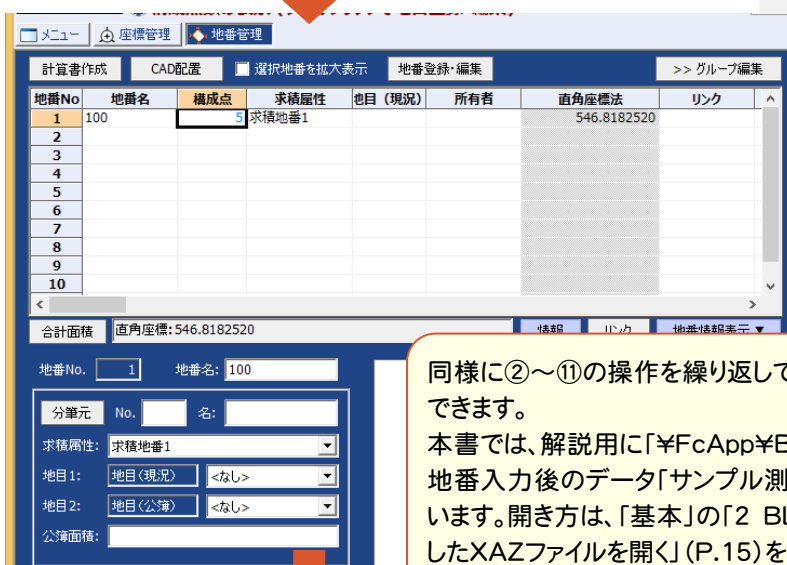 メニュー 座標管理 地番管理
計算書作成 CAD配置 選択地番を拡大表示 地番登録・編集 >> グループ編集
地番No 地番名 構成点 求積属性 地目（現況） 所有者 直角座標法 リンク
1 100 5 求積地番1 546.8182520
2
3
4
5
6
7
8
9
10
合計面積 直角座標:546.8182520 情報 リンク 地番情報表示 ▼
地番No. 1 地番名: 100
分筆元 No. 名:
求積属性: 求積地番1
地目1: 地目(現況) <なし>
地目2: 地目(公簿) <なし>
公簿面積:
同様に②～⑪の操作を繰り返して
できます。
本書では、解説用に「¥FcApp¥B
地番入力後のデータ「サンプル測
います。開き方は、「基本」の「2 BL
したXAZファイルを開く」(P.15)を